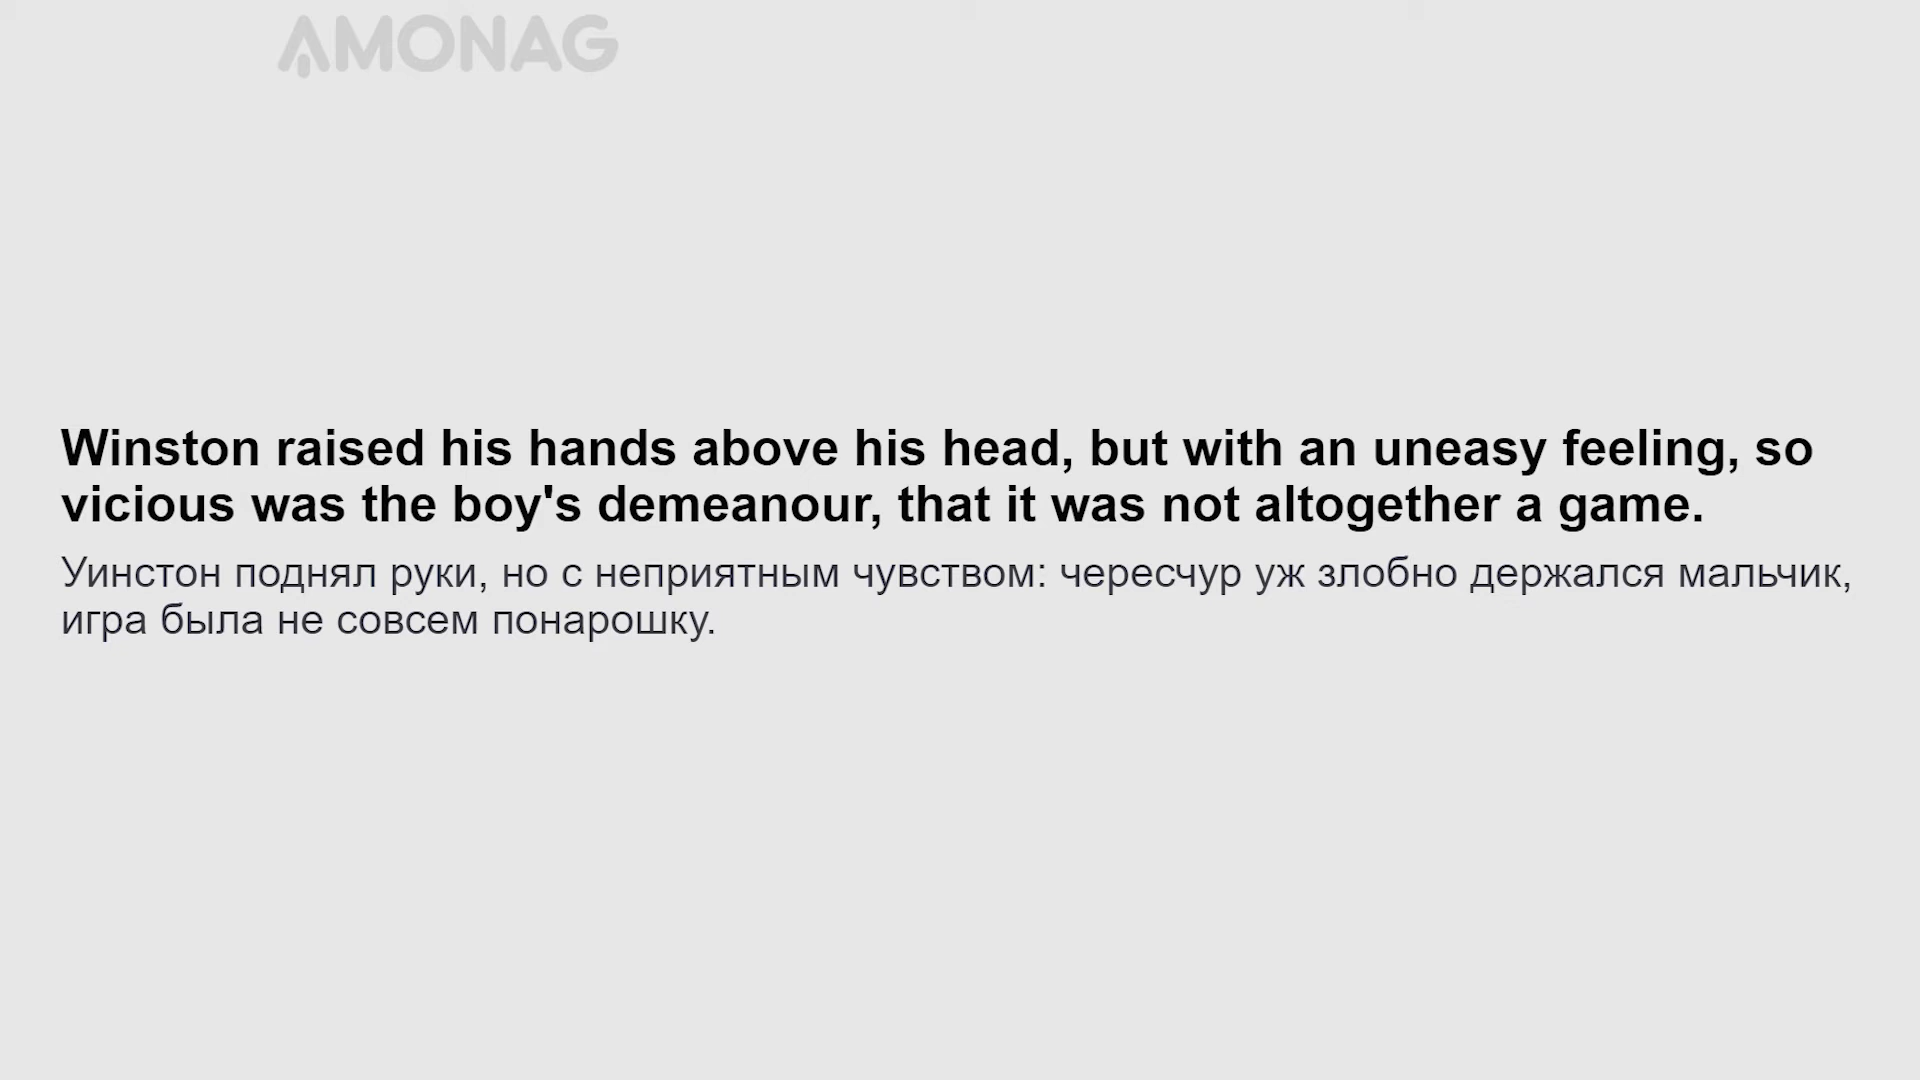 AMONAG
Winston raised his hands above his head, but with an uneasy feeling, so
vicious was the boy's demeanour, that it was not altogether a game.
Уинстон поднял руки, но с неприятным чувством: чересчур уж злобно держался мальчик,
игра была не совсем понарошку.